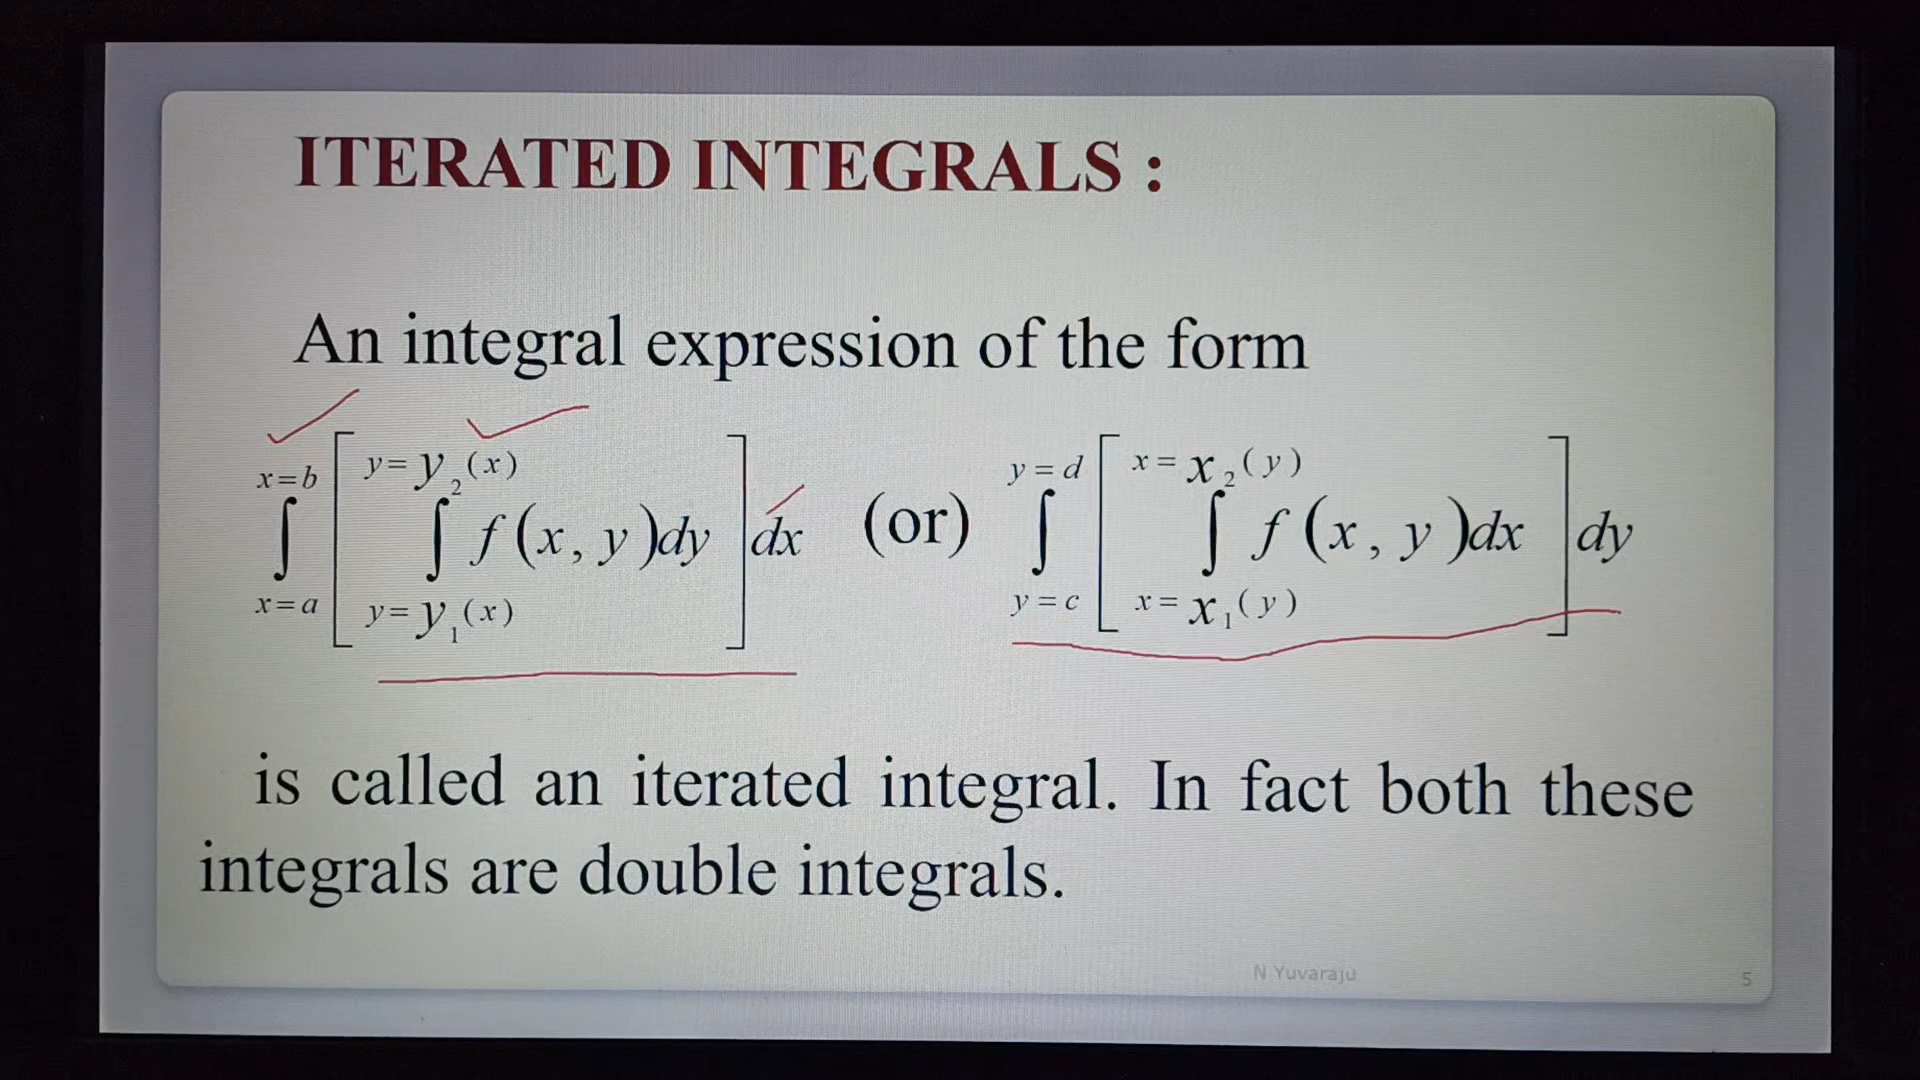 ITERATED INTEGRALS :
An integral expression of the form
∫_{x=a}^{x=b} [ ∫_{y=y₁(x)}^{y=y₂(x)} f(x, y)dy ] dx (or) ∫_{y=c}^{y=d} [ ∫_{x=x₁(y)}^{x=x₂(y)} f(x, y)dx ] dy
is called an iterated integral. In fact both these
integrals are double integrals.
N Yuvaraju
5